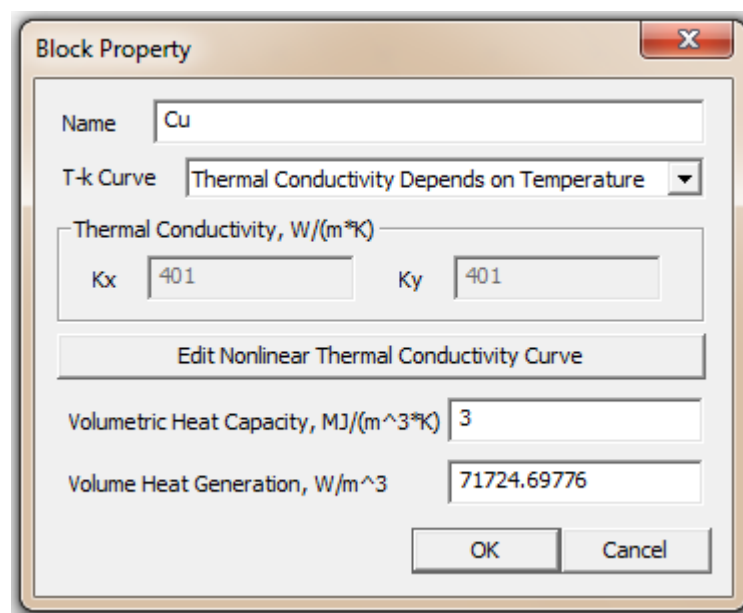 Block Property
Name Cu
T-k Curve Thermal Conductivity Depends on Temperature
Thermal Conductivity, W/(m*K)
Kx 401 Ky 401
Edit Nonlinear Thermal Conductivity Curve
Volumetric Heat Capacity, MJ/(m^3*K) 3
Volume Heat Generation, W/m^3 71724.69776
OK Cancel